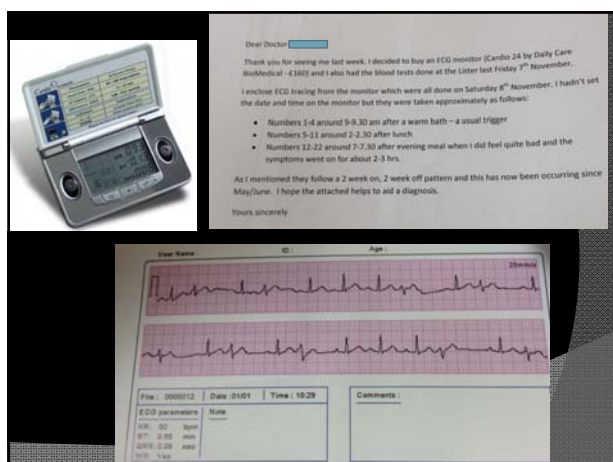 Dear Doctor
Thank you for seeing me last week. I decided to buy an ECG monitor (Cardio 24 by Daily Care
BioMedical - £160) and I also had the blood tests done at the Lister last Friday 7th November.
I enclose ECG tracing from the monitor which were all done on Saturday 8th November. I hadn't set
the date and time on the monitor but they were taken approximately as follows:
• Numbers 1-4 around 9-9.30 am after a warm bath – a usual trigger
• Numbers 5-11 around 2-2.30 after lunch
• Numbers 12-22 around 7-7.30 after evening meal when I did feel quite bad and the
symptoms went on for about 2-3 hrs.
As I mentioned they follow a 2 week on, 2 week off pattern and this has now been occurring since
May/June. I hope the attached helps to aid a diagnosis.
Yours sincerely
User Name : ID : Age :
25mm/s
File : 0000012 Date :01/01 Time : 10:29 Comments :
ECG parameters Note
HR: 50 bpm
mm
sec
Yes